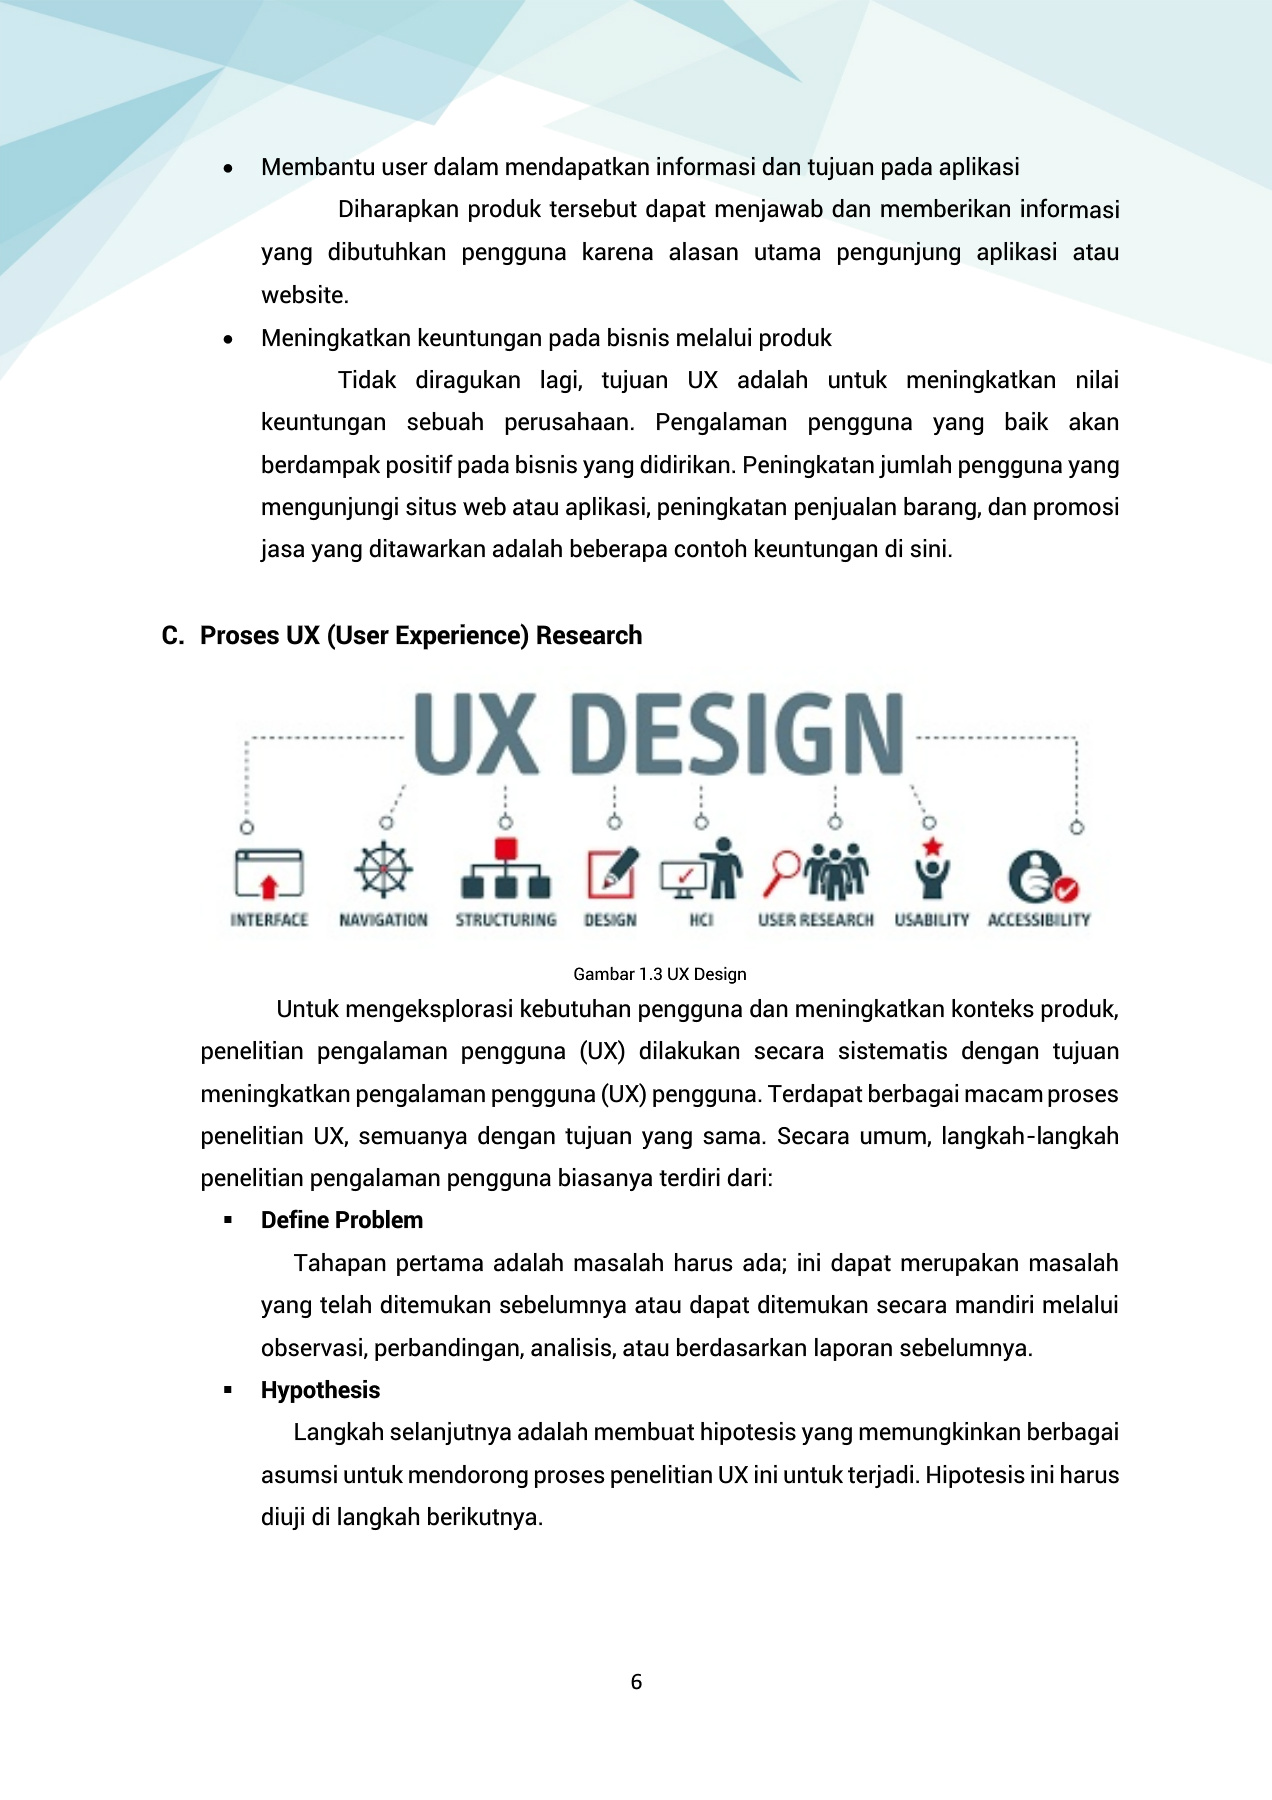 • Membantu user dalam mendapatkan informasi dan tujuan pada aplikasi
Diharapkan produk tersebut dapat menjawab dan memberikan informasi
yang dibutuhkan pengguna karena alasan utama pengunjung aplikasi atau
website.
• Meningkatkan keuntungan pada bisnis melalui produk
Tidak diragukan lagi, tujuan UX adalah untuk meningkatkan nilai
keuntungan sebuah perusahaan. Pengalaman pengguna yang baik akan
berdampak positif pada bisnis yang didirikan. Peningkatan jumlah pengguna yang
mengunjungi situs web atau aplikasi, peningkatan penjualan barang, dan promosi
jasa yang ditawarkan adalah beberapa contoh keuntungan di sini.
C. Proses UX (User Experience) Research
UX DESIGN
INTERFACE NAVIGATION STRUCTURING DESIGN HCI USER RESEARCH USABILITY ACCESSIBILITY
Gambar 1.3 UX Design
Untuk mengeksplorasi kebutuhan pengguna dan meningkatkan konteks produk,
penelitian pengalaman pengguna (UX) dilakukan secara sistematis dengan tujuan
meningkatkan pengalaman pengguna (UX) pengguna. Terdapat berbagai macam proses
penelitian UX, semuanya dengan tujuan yang sama. Secara umum, langkah-langkah
penelitian pengalaman pengguna biasanya terdiri dari:
▪ Define Problem
Tahapan pertama adalah masalah harus ada; ini dapat merupakan masalah
yang telah ditemukan sebelumnya atau dapat ditemukan secara mandiri melalui
observasi, perbandingan, analisis, atau berdasarkan laporan sebelumnya.
▪ Hypothesis
Langkah selanjutnya adalah membuat hipotesis yang memungkinkan berbagai
asumsi untuk mendorong proses penelitian UX ini untuk terjadi. Hipotesis ini harus
diuji di langkah berikutnya.
6